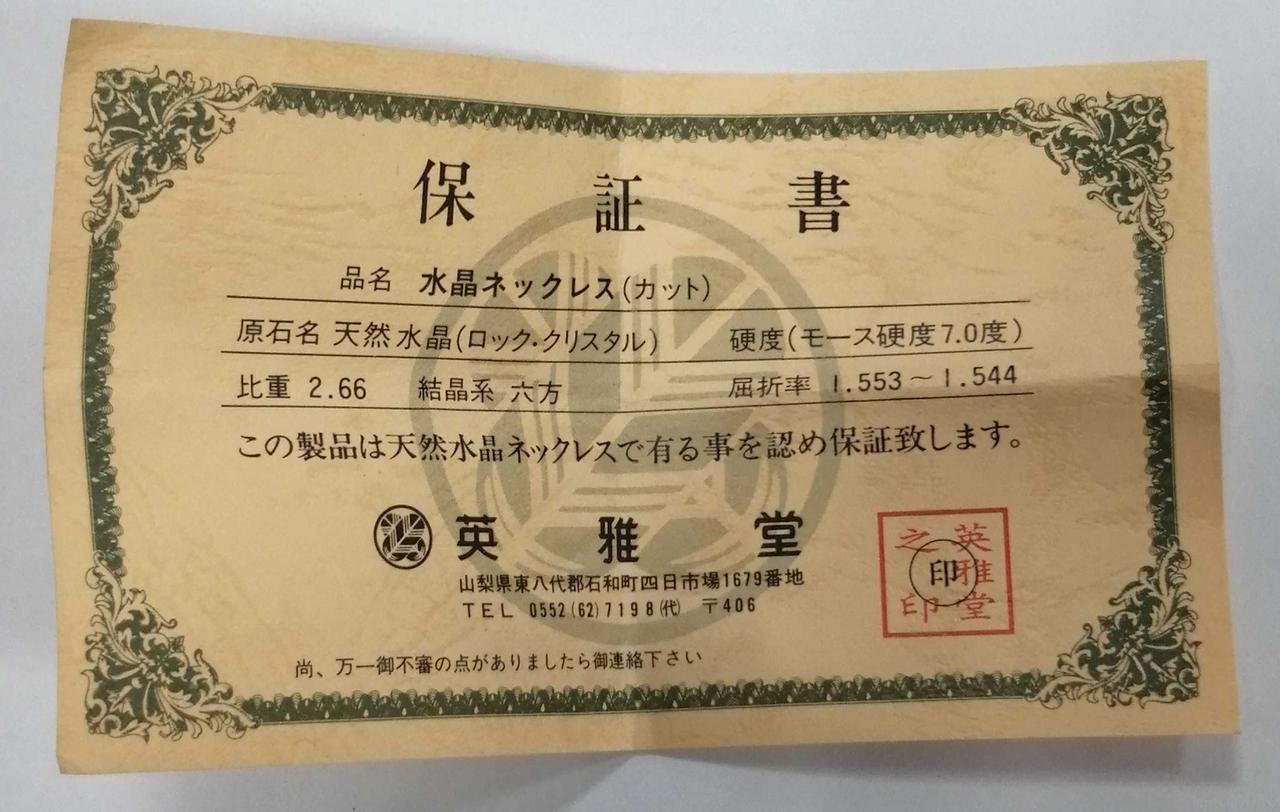 保証書
品名 水晶ネックレス(カット)
原石名 天然水晶(ロック・クリスタル) 硬度(モース硬度7.0度)
比重 2.66 結晶系 六方 屈折率 1.553～1.544
この製品は天然水晶ネックレスで有る事を認め保証致します。
英雅堂
山梨県東八代郡石和町四日市場1679番地
TEL 0552(62)7198(代) 〒406
英雅堂之印
印
尚、万一御不審の点がありましたら御連絡下さい